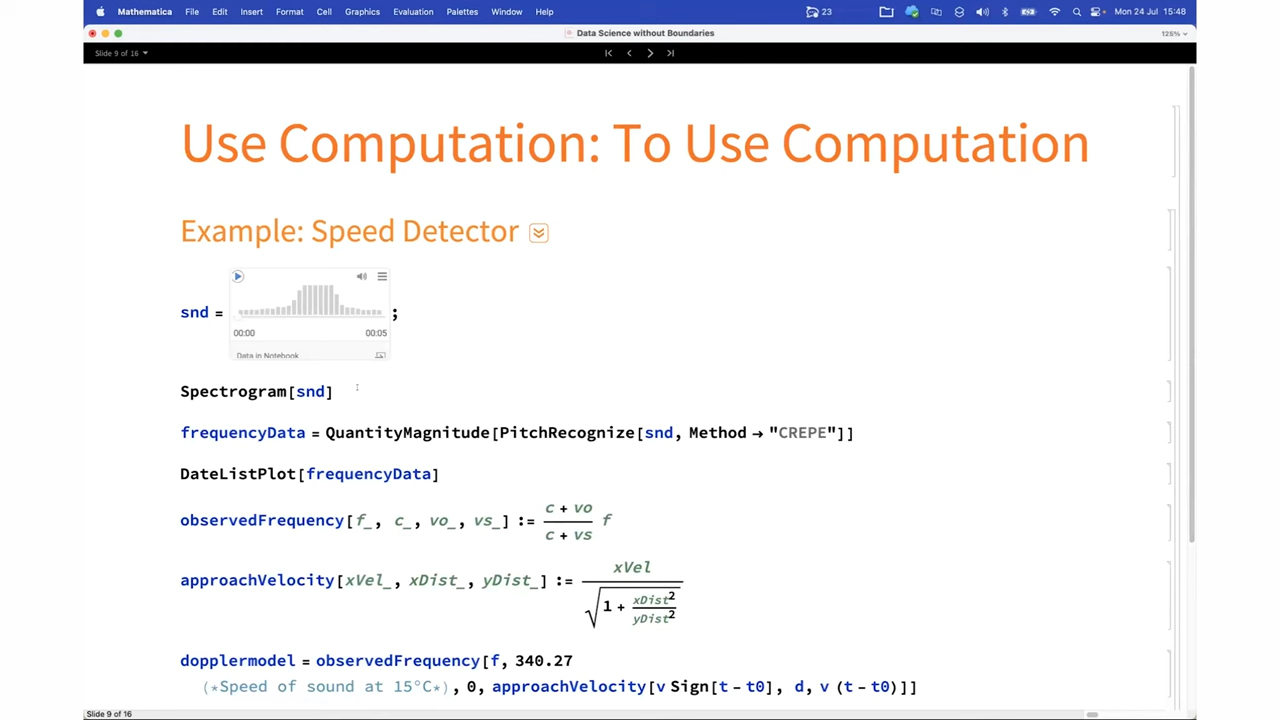 Mathematica File Edit Insert Format Cell Graphics Evaluation Palettes Window Help 23 Mon 24 Jul 15:48
Data Science without Boundaries 125%
Slide 9 of 16
Use Computation: To Use Computation
Example: Speed Detector
snd = ;
00:00 00:05
Data in Notebook
Spectrogram[snd]
frequencyData = QuantityMagnitude[PitchRecognize[snd, Method → "CREPE"]]
DateListPlot[frequencyData]
observedFrequency[f_, c_, vo_, vs_] := (c + vo)/(c + vs) f
approachVelocity[xVel_, xDist_, yDist_] := xVel/√(1 + xDist²/yDist²)
dopplermodel = observedFrequency[f, 340.27
(*Speed of sound at 15°C*), 0, approachVelocity[v Sign[t - t0], d, v (t - t0)]]
Slide 9 of 16